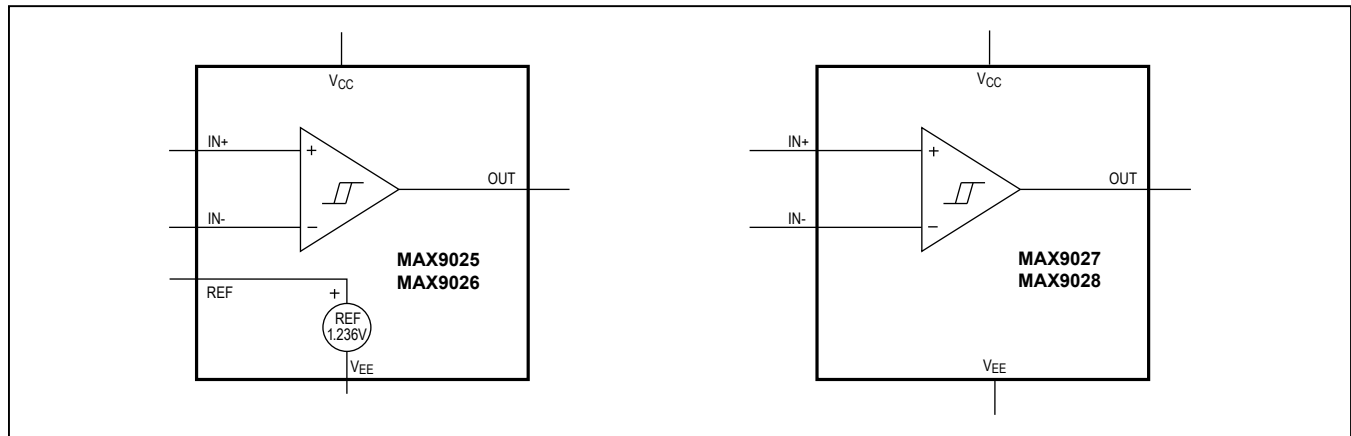 VCC
IN+
+
OUT
IN-
−
MAX9025
MAX9026
REF
+
REF
1.236V
VEE
VCC
IN+
+
OUT
IN-
−
MAX9027
MAX9028
VEE